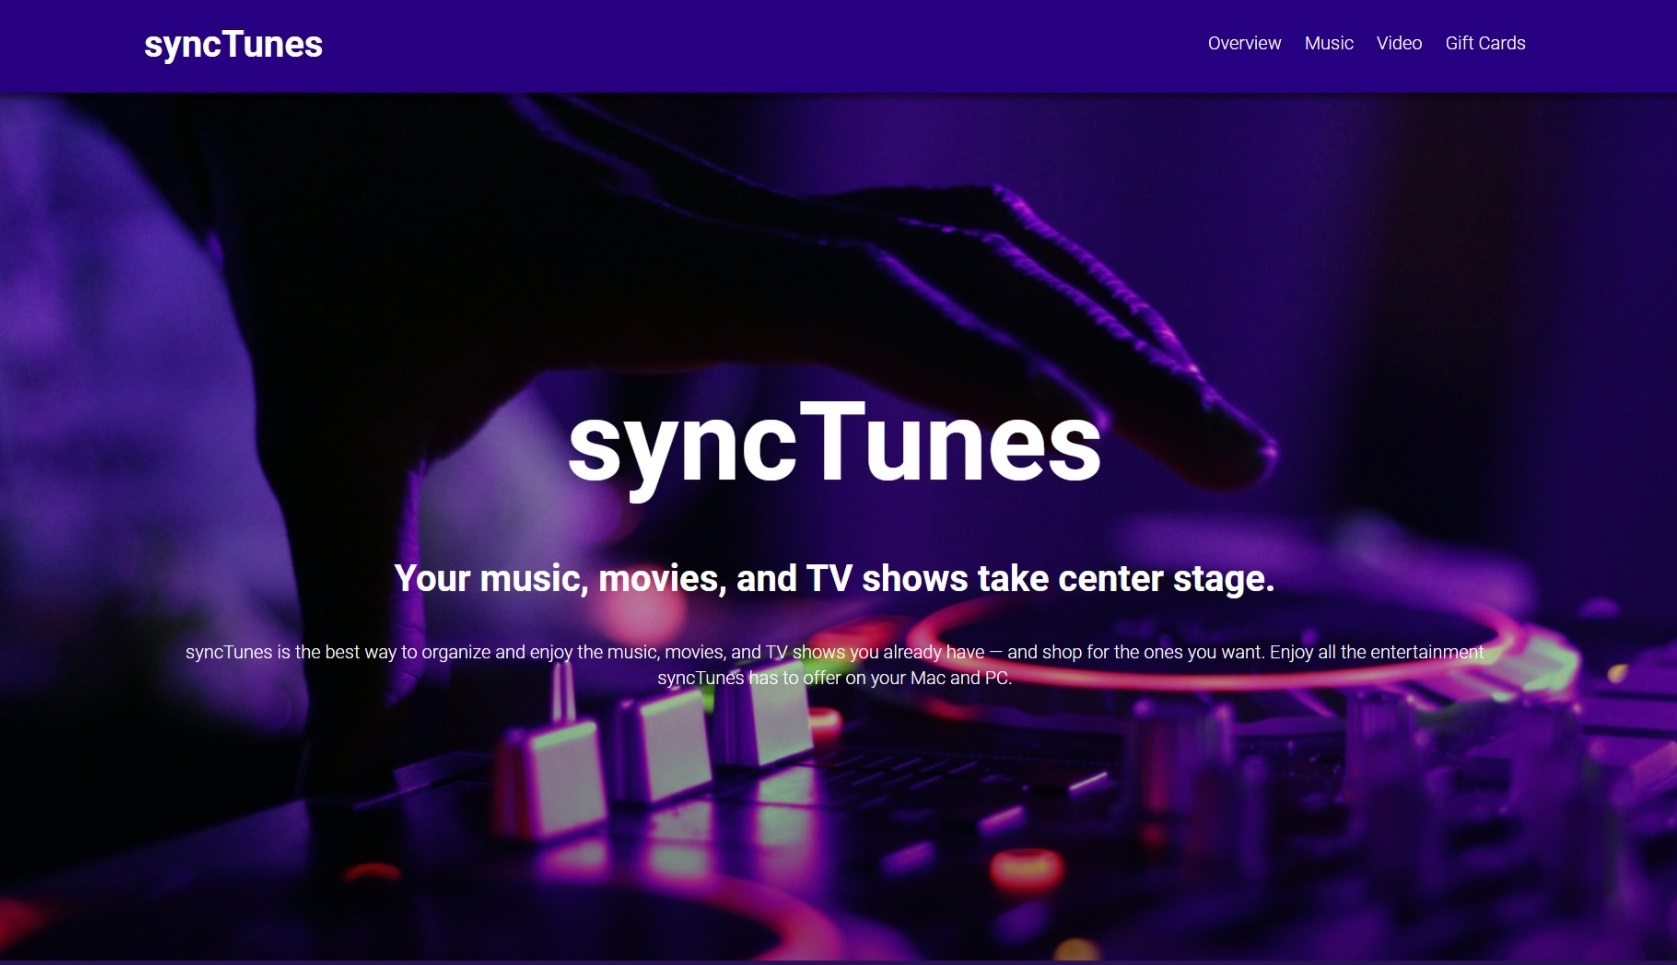 syncTunes
Overview Music Video Gift Cards
syncTunes
Your music, movies, and TV shows take center stage.
syncTunes is the best way to organize and enjoy the music, movies, and TV shows you already have — and shop for the ones you want. Enjoy all the entertainment
syncTunes has to offer on your Mac and PC.